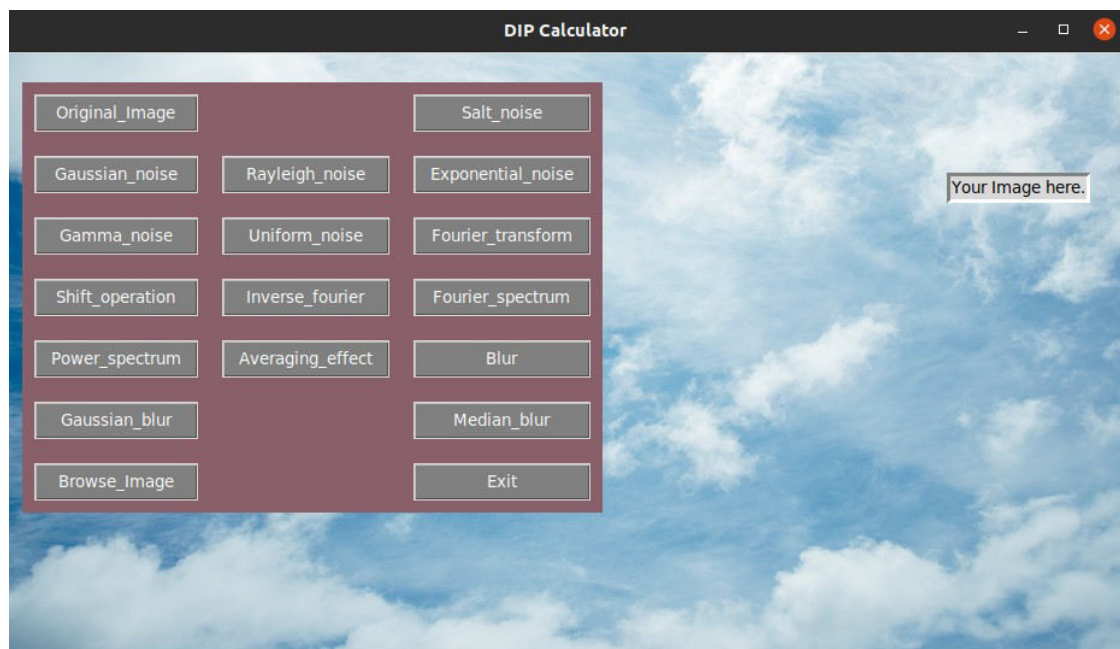 DIP Calculator
Original_Image Salt_noise
Gaussian_noise Rayleigh_noise Exponential_noise
Your Image here.
Gamma_noise Uniform_noise Fourier_transform
Shift_operation Inverse_fourier Fourier_spectrum
Power_spectrum Averaging_effect Blur
Gaussian_blur Median_blur
Browse_Image Exit